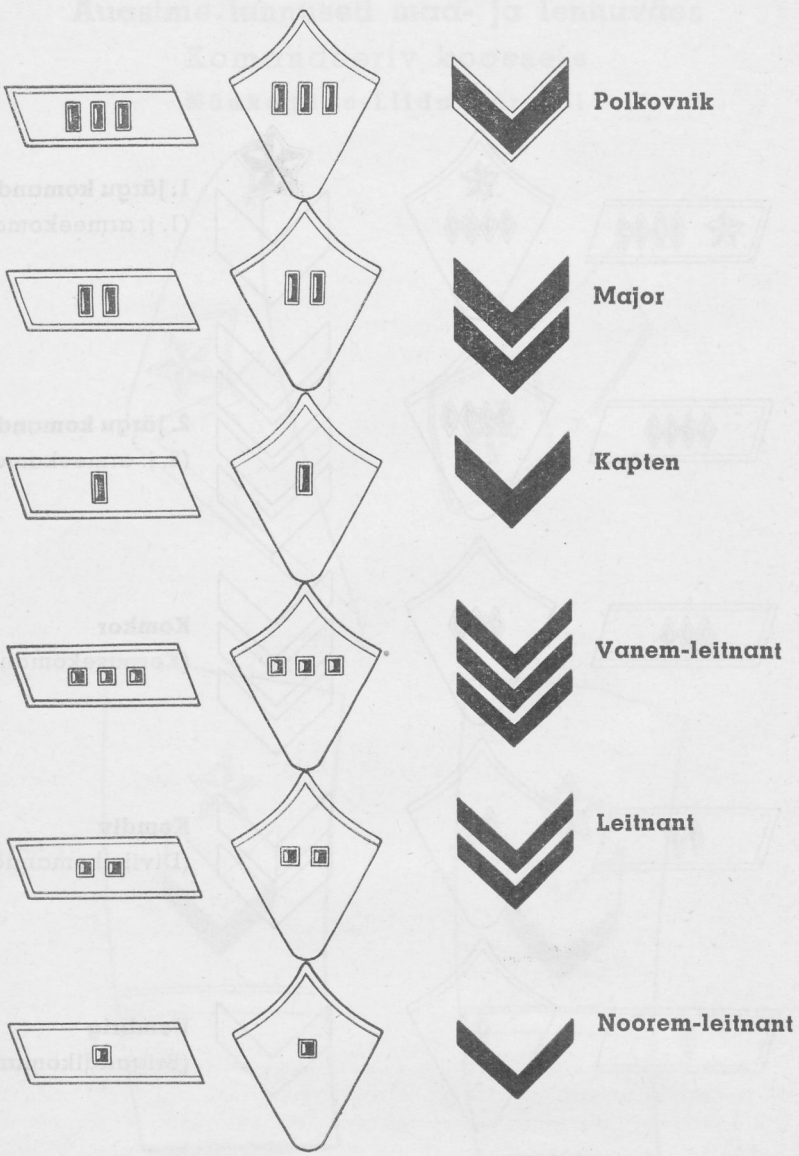 Polkovnik
Major
Kapten
Vanem-leitnant
Leitnant
Noorem-leitnant